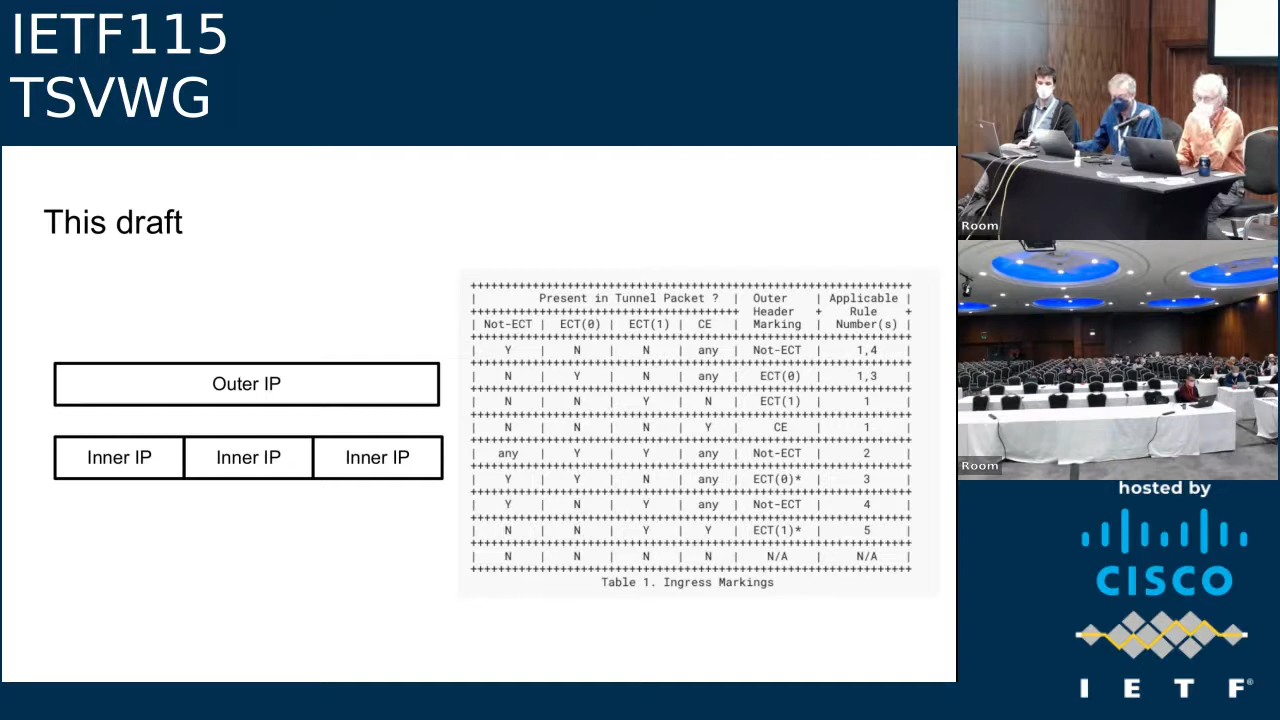 IETF115
TSVWG
This draft
Outer IP
Inner IP Inner IP Inner IP
+++++++++++++++++++++++++++++++++++++++++++++++++++++++++++++++
| Present in Tunnel Packet ? | Outer | Applicable |
+++++++++++++++++++++++++++++++++++++++ Header + Rule +
| Not-ECT | ECT(0) | ECT(1) | CE | Marking | Number(s) |
+++++++++++++++++++++++++++++++++++++++++++++++++++++++++++++++
| Y | N | N | any | Not-ECT | 1,4 |
+++++++++++++++++++++++++++++++++++++++++++++++++++++++++++++++
| N | Y | N | any | ECT(0) | 1,3 |
+++++++++++++++++++++++++++++++++++++++++++++++++++++++++++++++
| N | N | Y | N | ECT(1) | 1 |
+++++++++++++++++++++++++++++++++++++++++++++++++++++++++++++++
| N | N | N | Y | CE | 1 |
+++++++++++++++++++++++++++++++++++++++++++++++++++++++++++++++
| any | Y | Y | any | Not-ECT | 2 |
+++++++++++++++++++++++++++++++++++++++++++++++++++++++++++++++
| Y | Y | N | any | ECT(0)* | 3 |
+++++++++++++++++++++++++++++++++++++++++++++++++++++++++++++++
| Y | N | Y | any | Not-ECT | 4 |
+++++++++++++++++++++++++++++++++++++++++++++++++++++++++++++++
| N | N | Y | Y | ECT(1)* | 5 |
+++++++++++++++++++++++++++++++++++++++++++++++++++++++++++++++
| N | N | N | N | N/A | N/A |
+++++++++++++++++++++++++++++++++++++++++++++++++++++++++++++++
Table 1. Ingress Markings
Room
Room
hosted by
CISCO
I E T F®